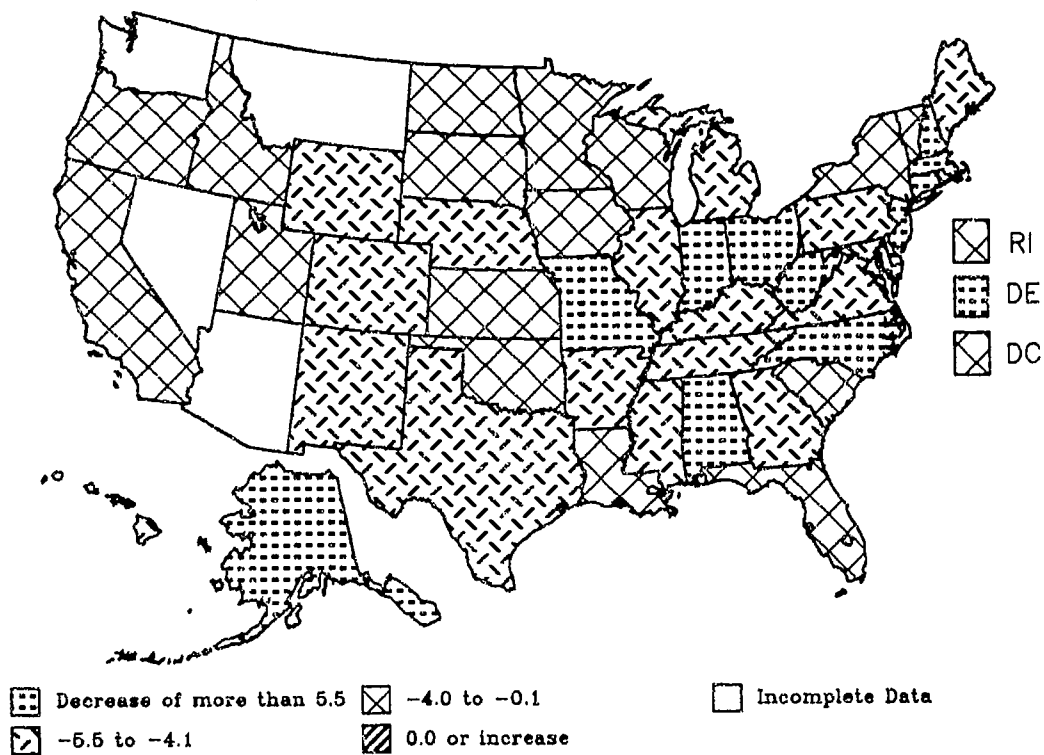 RI
DE
DC
Decrease of more than 5.5
-4.0 to -0.1
Incomplete Data
-5.5 to -4.1
0.0 or increase